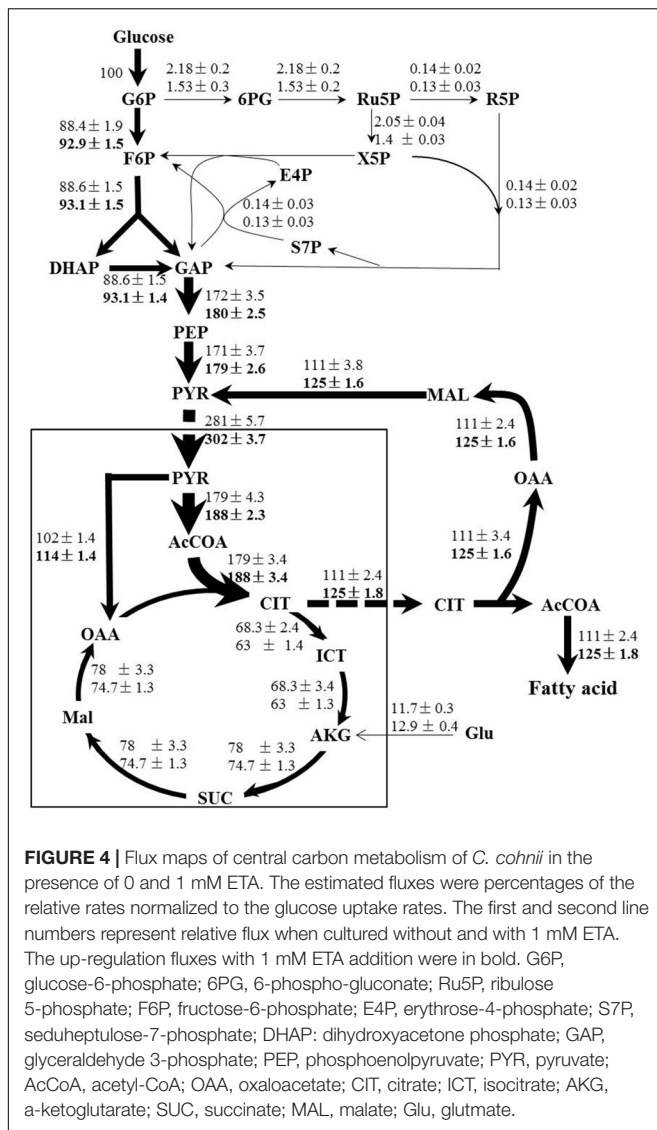 Glucose
100
2.18± 0.2
1.53± 0.3
2.18± 0.2
1.53± 0.2
0.14± 0.02
0.13± 0.03
G6P
6PG
Ru5P
R5P
88.4± 1.9
92.9± 1.5
2.05± 0.04
1.4 ± 0.03
F6P
X5P
E4P
88.6± 1.5
93.1± 1.5
0.14± 0.03
0.13± 0.03
0.14± 0.02
0.13± 0.03
S7P
DHAP
GAP
88.6± 1.5
93.1± 1.4
172± 3.5
180± 2.5
PEP
171± 3.7
179± 2.6
111± 3.8
125± 1.6
PYR
MAL
281± 5.7
302± 3.7
111± 2.4
125± 1.6
PYR
OAA
179± 4.3
188± 2.3
102± 1.4
114± 1.4
AcCOA
111± 3.4
125± 1.6
179± 3.4
188± 3.4
111± 2.4
125± 1.8
CIT
CIT
AcCOA
OAA
68.3± 2.4
63 ± 1.4
ICT
111± 2.4
125± 1.8
78 ± 3.3
74.7± 1.3
68.3± 3.4
63 ± 1.3
Fatty acid
Mal
11.7± 0.3
12.9± 0.4
AKG
Glu
78 ± 3.3
74.7± 1.3
78 ± 3.3
74.7± 1.3
SUC
FIGURE 4 | Flux maps of central carbon metabolism of C. cohnii in the
presence of 0 and 1 mM ETA. The estimated fluxes were percentages of the
relative rates normalized to the glucose uptake rates. The first and second line
numbers represent relative flux when cultured without and with 1 mM ETA.
The up-regulation fluxes with 1 mM ETA addition were in bold. G6P,
glucose-6-phosphate; 6PG, 6-phospho-gluconate; Ru5P, ribulose
5-phosphate; F6P, fructose-6-phosphate; E4P, erythrose-4-phosphate; S7P,
seduheptulose-7-phosphate; DHAP: dihydroxyacetone phosphate; GAP,
glyceraldehyde 3-phosphate; PEP, phosphoenolpyruvate; PYR, pyruvate;
AcCoA, acetyl-CoA; OAA, oxaloacetate; CIT, citrate; ICT, isocitrate; AKG,
a-ketoglutarate; SUC, succinate; MAL, malate; Glu, glutmate.